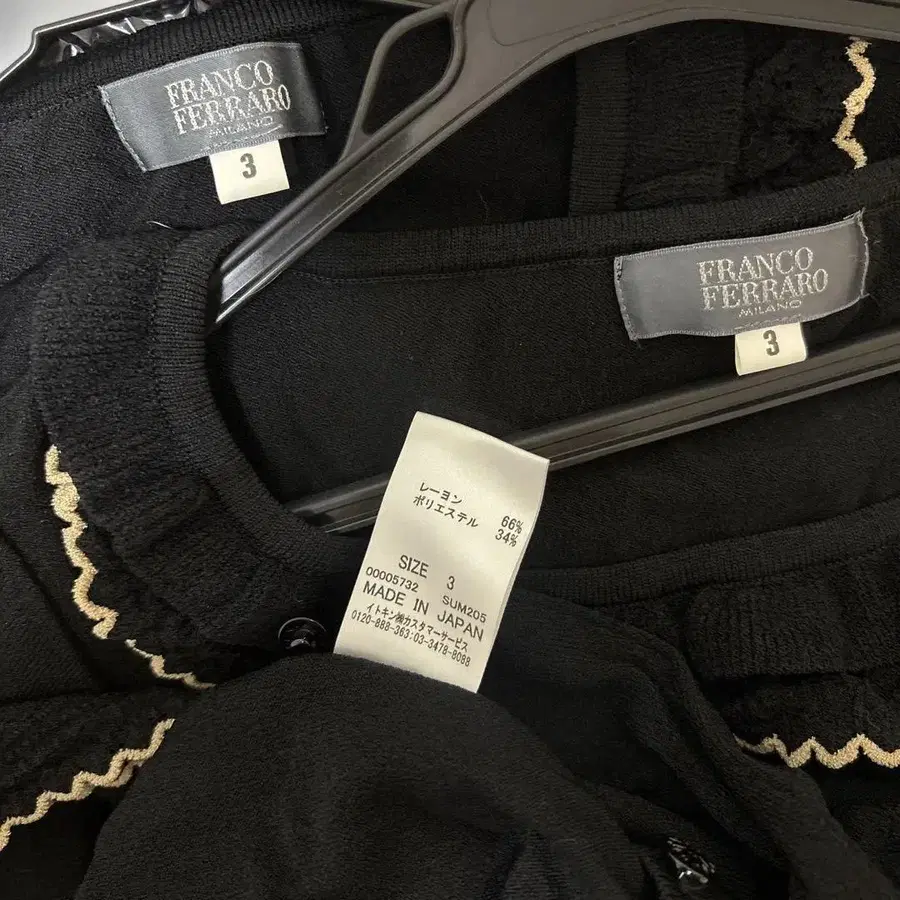 FRANCO
FERRARO
MILANO
3
FRANCO
FERRARO
MILANO
3
レーヨン 66%
ポリエステル 34%
SIZE 3
00005732 SUM205
MADE IN JAPAN
イトキン㈱カスタマーサービス
0120-888-363:03-3478-8088